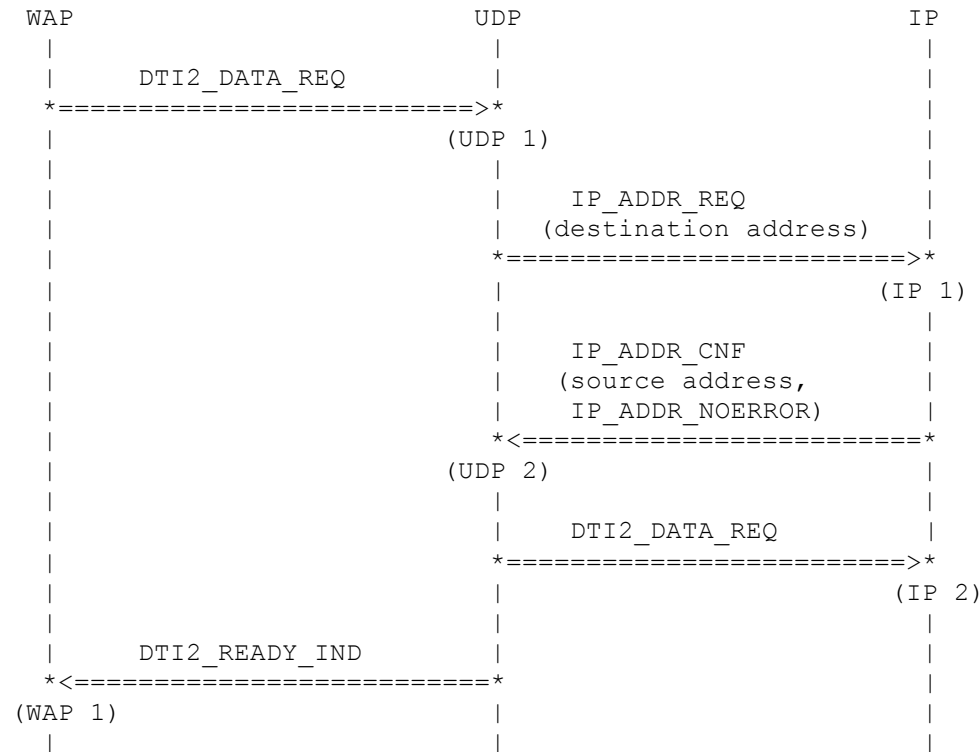 WAP UDP IP
DTI2_DATA_REQ
(UDP 1)
IP_ADDR_REQ
(destination address)
(IP 1)
IP_ADDR_CNF
(source address,
IP_ADDR_NOERROR)
(UDP 2)
DTI2_DATA_REQ
(IP 2)
DTI2_READY_IND
(WAP 1)